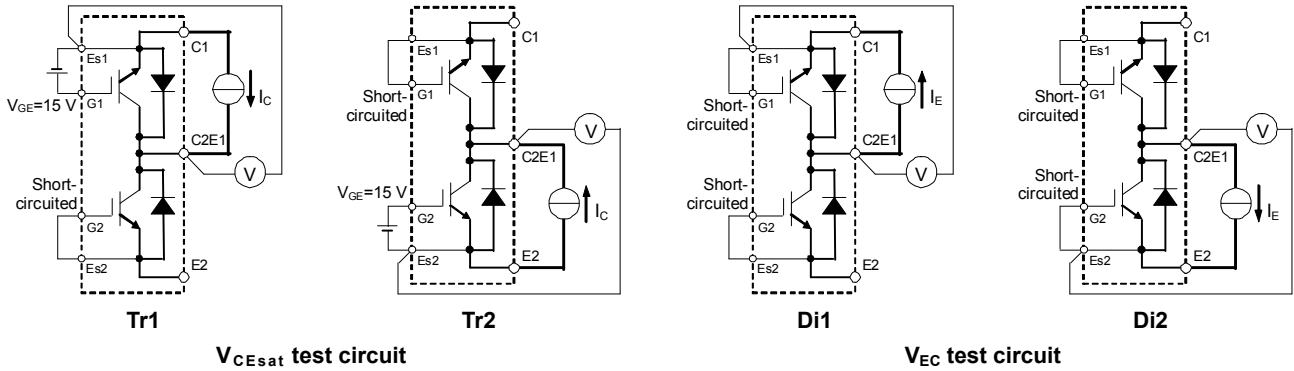 C1
Es1
G1
VGE=15 V
IC
C2E1
V
Short-
circuited
G2
Es2
E2
Tr1
C1
Es1
G1
Short-
circuited
V
C2E1
VGE=15 V
G2
IC
Es2
E2
Tr2
C1
Es1
G1
Short-
circuited
IE
C2E1
V
Short-
circuited
G2
Es2
E2
Di1
C1
Es1
G1
Short-
circuited
V
C2E1
Short-
circuited
G2
IE
Es2
E2
Di2
VCEsat test circuit
VEC test circuit